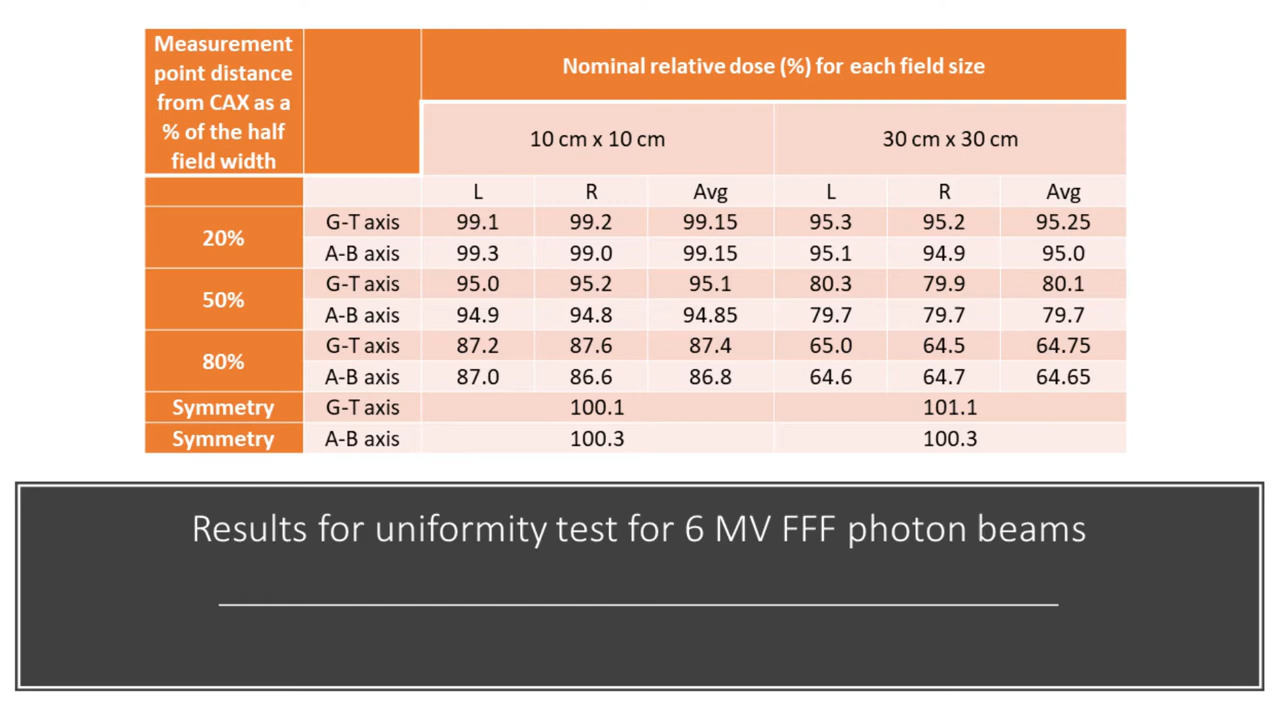 Measurement
point distance
from CAX as a
% of the half
field width
Nominal relative dose (%) for each field size
10 cm x 10 cm 30 cm x 30 cm
L R Avg L R Avg
20%
G-T axis 99.1 99.2 99.15 95.3 95.2 95.25
A-B axis 99.3 99.0 99.15 95.1 94.9 95.0
50%
G-T axis 95.0 95.2 95.1 80.3 79.9 80.1
A-B axis 94.9 94.8 94.85 79.7 79.7 79.7
80%
G-T axis 87.2 87.6 87.4 65.0 64.5 64.75
A-B axis 87.0 86.6 86.8 64.6 64.7 64.65
Symmetry G-T axis 100.1 101.1
Symmetry A-B axis 100.3 100.3
Results for uniformity test for 6 MV FFF photon beams